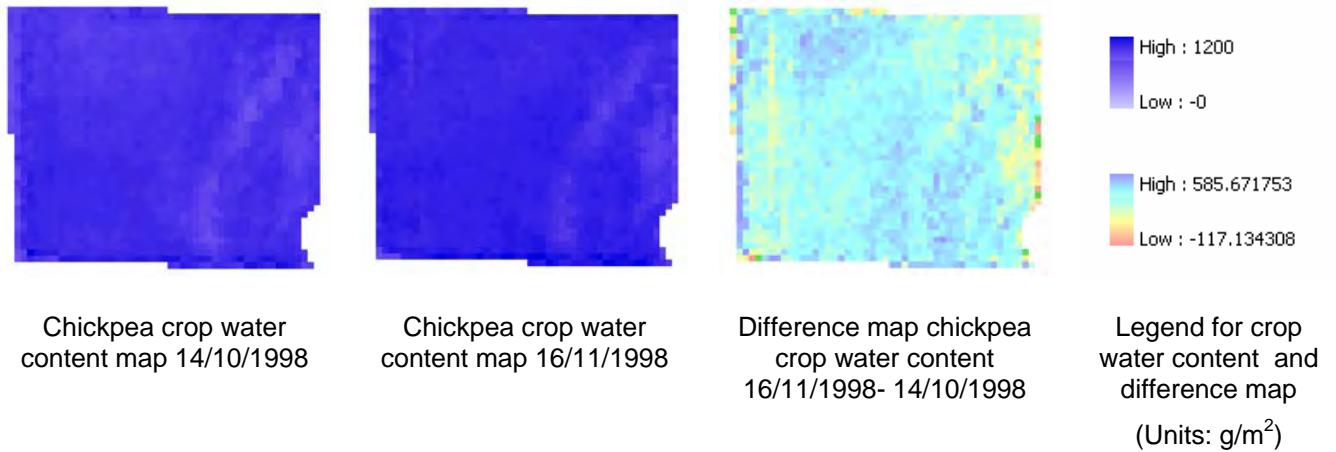 High : 1200
Low : -0
High : 585.671753
Low : -117.134308
Chickpea crop water
content map 14/10/1998
Chickpea crop water
content map 16/11/1998
Difference map chickpea
crop water content
16/11/1998- 14/10/1998
Legend for crop
water content and
difference map
(Units: g/m²)